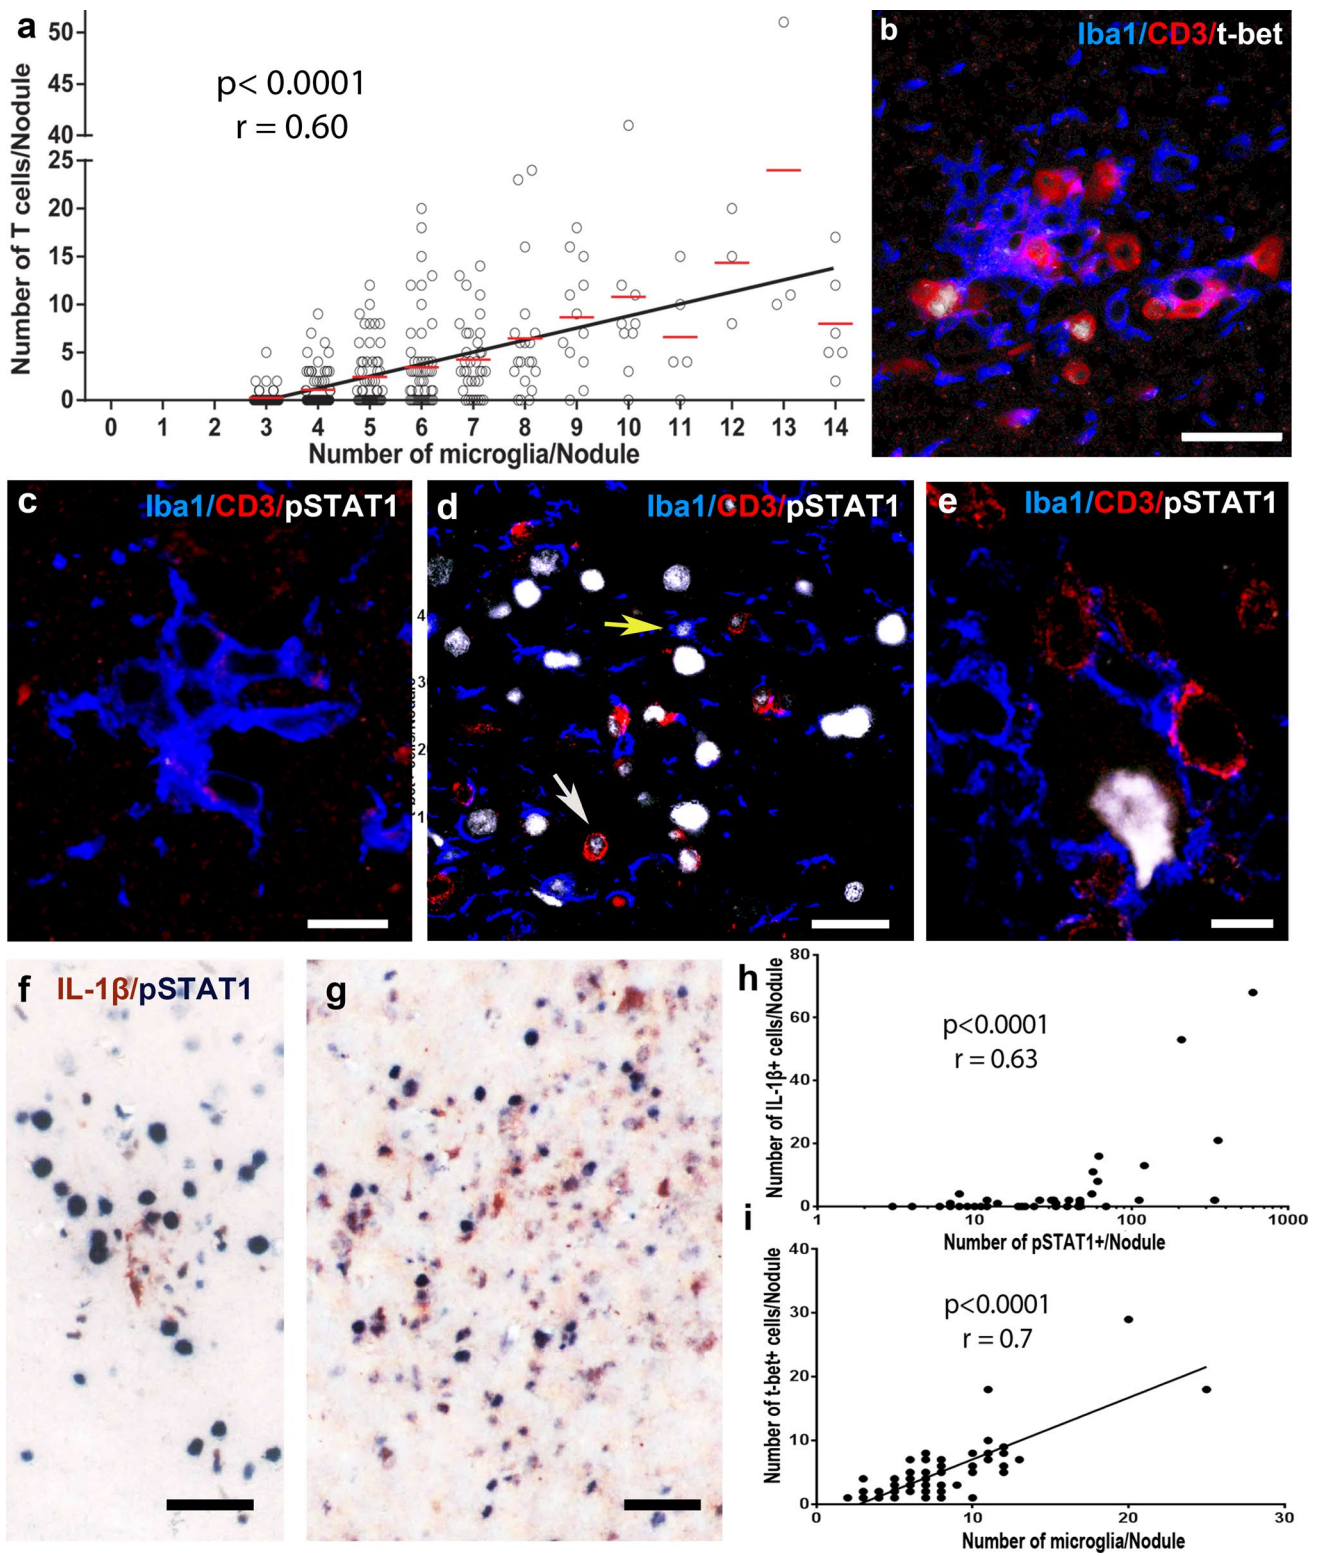 a
Number of T cells/Nodule
50
45
40
25
20
15
10
5
0
p< 0.0001
r = 0.60
0 1 2 3 4 5 6 7 8 9 10 11 12 13 14
Number of microglia/Nodule
b
Iba1/CD3/t-bet
c
Iba1/CD3/pSTAT1
d
Iba1/CD3/pSTAT1
4
3
2
1
e
Iba1/CD3/pSTAT1
f
IL-1β/pSTAT1
g
h
Number of IL-1β+ cells/Nodule
80
60
40
20
0
p<0.0001
r = 0.63
1 10 100 1000
Number of pSTAT1+/Nodule
i
Number of t-bet+ cells/Nodule
40
30
20
10
0
p<0.0001
r = 0.7
0 10 20 30
Number of microglia/Nodule